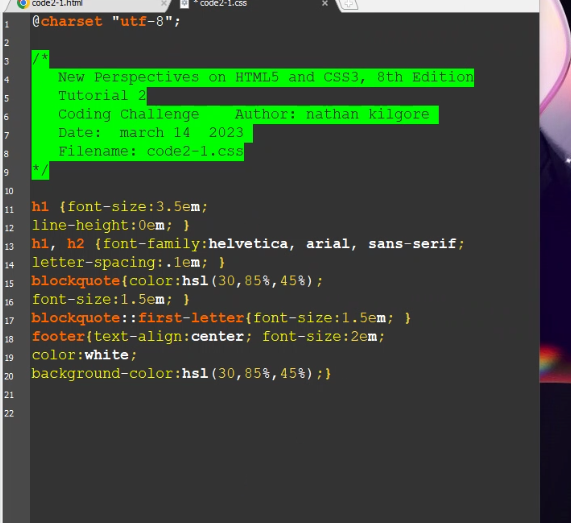 code2-1.html
* code2-1.css
1 @charset "utf-8";
2
3 /*
4 New Perspectives on HTML5 and CSS3, 8th Edition
5 Tutorial 2
6 Coding Challenge Author: nathan kilgore
7 Date: march 14 2023
8 Filename: code2-1.css
9 */
10
11 h1 {font-size:3.5em;
12 line-height:0em; }
13 h1, h2 {font-family:helvetica, arial, sans-serif;
14 letter-spacing:.1em; }
15 blockquote{color:hsl(30,85%,45%);
16 font-size:1.5em; }
17 blockquote::first-letter{font-size:1.5em; }
18 footer{text-align:center; font-size:2em;
19 color:white;
20 background-color:hsl(30,85%,45%);}
21
22